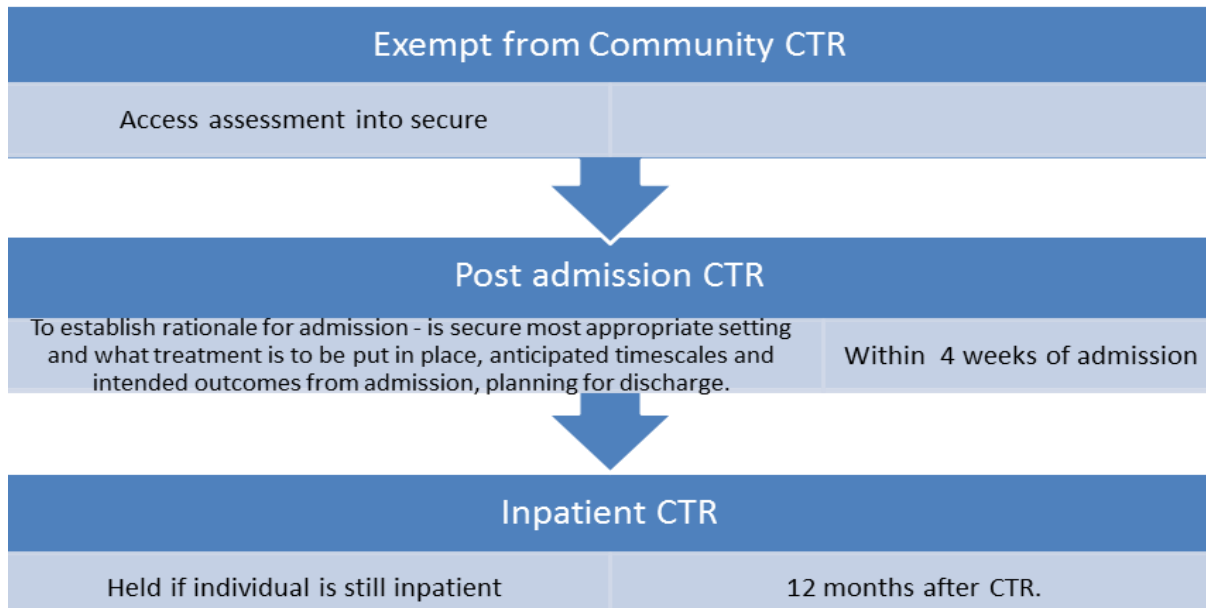 Exempt from Community CTR
Access assessment into secure
Post admission CTR
To establish rationale for admission - is secure most appropriate setting
and what treatment is to be put in place, anticipated timescales and
intended outcomes from admission, planning for discharge.
Within 4 weeks of admission
Inpatient CTR
Held if individual is still inpatient
12 months after CTR.